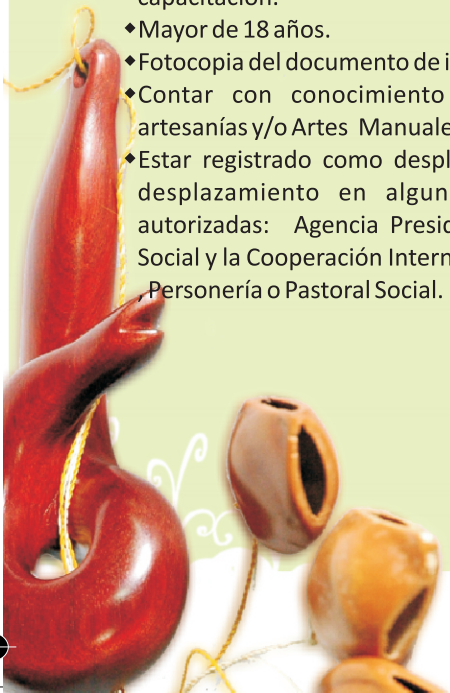 capacitación.
◆Mayor de 18 años.
◆Fotocopia del documento de i
◆Contar con conocimiento
artesanías y/o Artes Manuale
◆Estar registrado como despl
desplazamiento en algun
autorizadas: Agencia Presid
Social y la Cooperación Intern
, Personería o Pastoral Social.